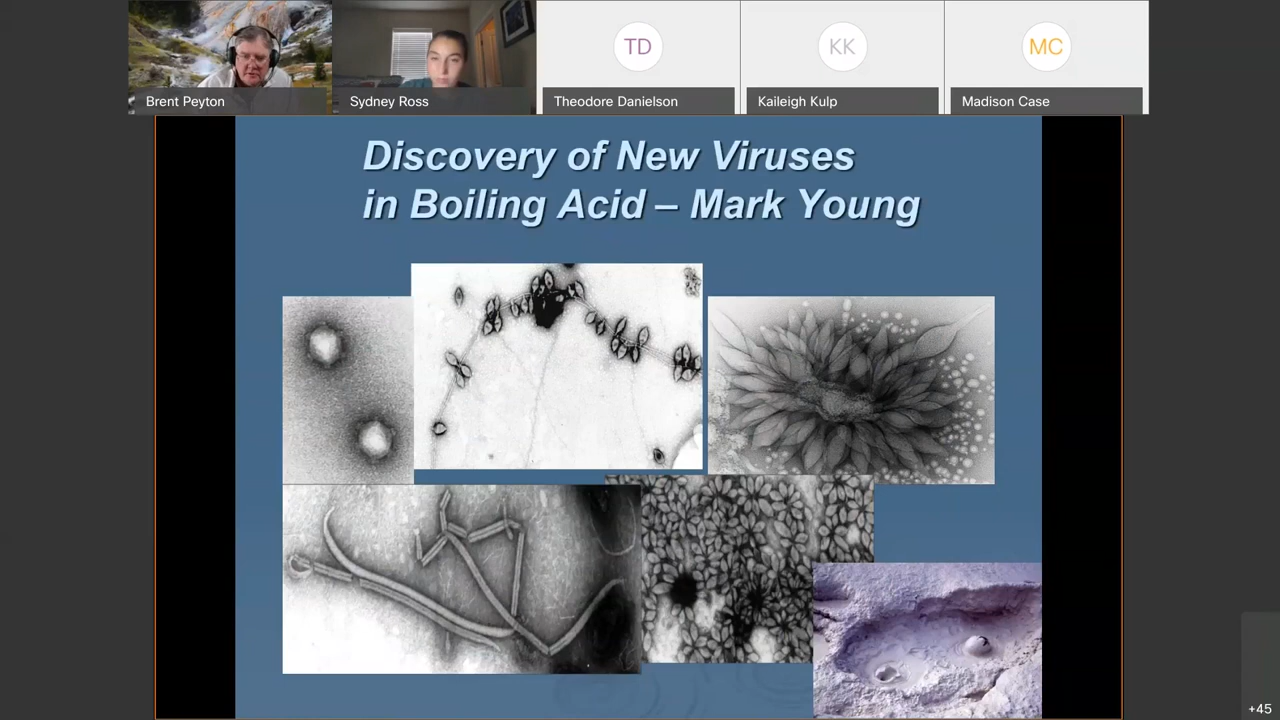 Brent Peyton
Sydney Ross
TD
Theodore Danielson
KK
Kaileigh Kulp
MC
Madison Case
Discovery of New Viruses
in Boiling Acid – Mark Young
+45